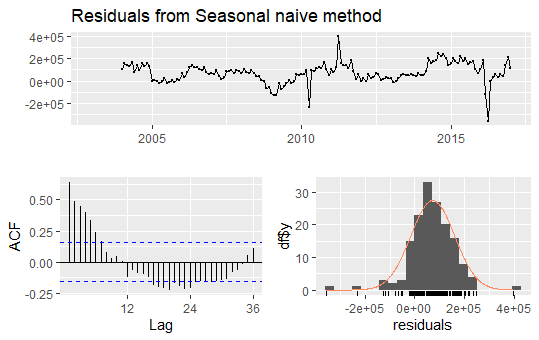 Residuals from Seasonal naive method
4e+05
2e+05
0e+00
-2e+05
2005
2010
2015
ACF
0.50
0.25
0.00
-0.25
12
24
36
Lag
df$y
30
20
10
0
-2e+05
0e+00
2e+05
4e+05
residuals